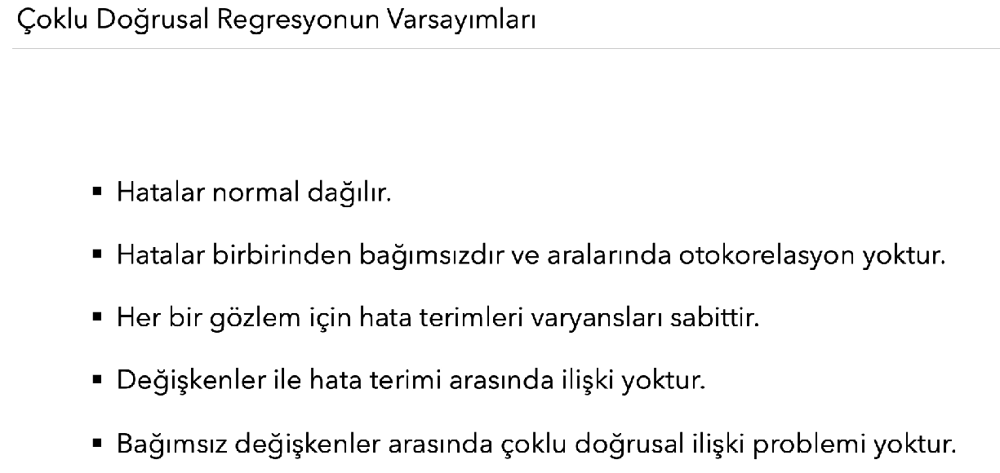 Çoklu Doğrusal Regresyonun Varsayımları
▪ Hatalar normal dağılır.
▪ Hatalar birbirinden bağımsızdır ve aralarında otokorelasyon yoktur.
▪ Her bir gözlem için hata terimleri varyansları sabittir.
▪ Değişkenler ile hata terimi arasında ilişki yoktur.
▪ Bağımsız değişkenler arasında çoklu doğrusal ilişki problemi yoktur.